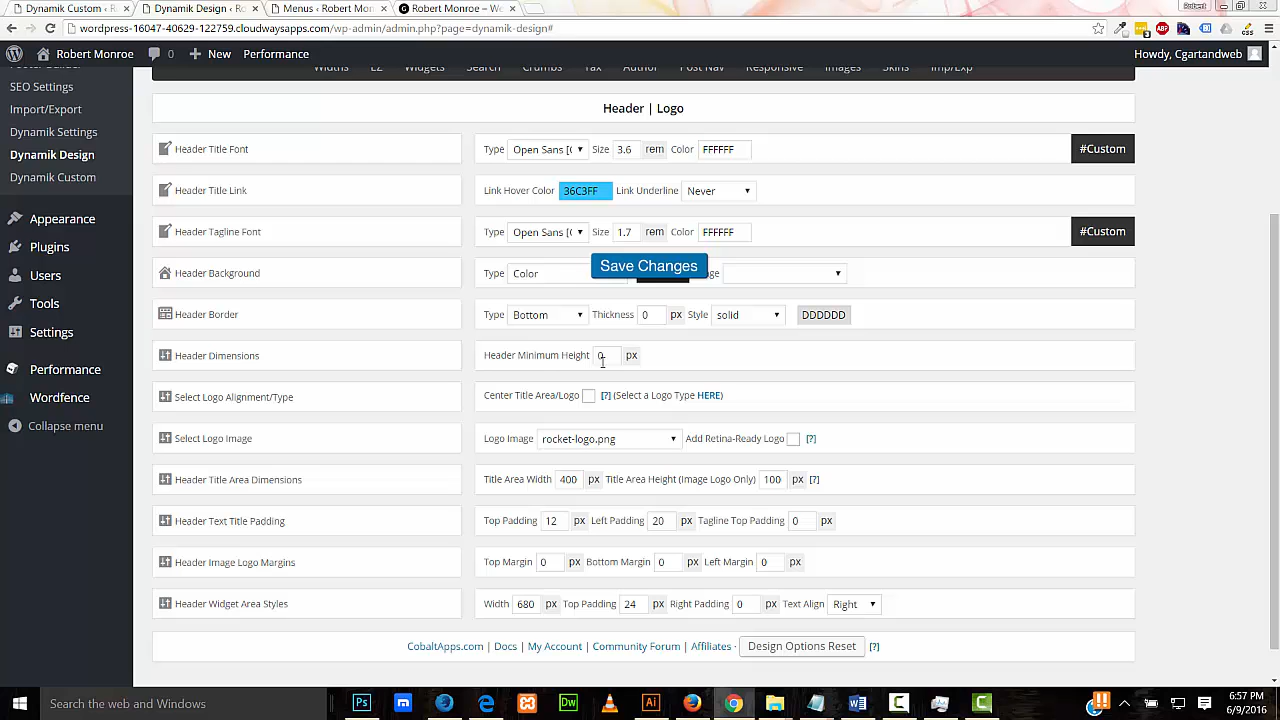 Dynamik Custom ‹ Rob
Dynamik Design ‹ Rob
Menus ‹ Robert Monro
Robert Monroe – We
Robert
wordpress-16047-40629-122759.cloudwaysapps.com/wp-admin/admin.php?page=dynamik-design#
Robert Monroe
0
New
Performance
Howdy, Cgartandweb
Widths
EZ
Widgets
Search
Crum
Tax
Author
Post Nav
Responsive
Images
Skins
Imp/Exp
SEO Settings
Import/Export
Dynamik Settings
Dynamik Design
Dynamik Custom
Appearance
Plugins
Users
Tools
Settings
Performance
Wordfence
Collapse menu
Header | Logo
Header Title Font
Type Open Sans [( Size 3.6 rem Color FFFFFF
#Custom
Header Title Link
Link Hover Color 36C3FF Link Underline Never
Header Tagline Font
Type Open Sans [( Size 1.7 rem Color FFFFFF
#Custom
Header Background
Type Color
Save Changes
Header Border
Type Bottom Thickness 0 px Style solid DDDDDD
Header Dimensions
Header Minimum Height 0 px
Select Logo Alignment/Type
Center Title Area/Logo [?] (Select a Logo Type HERE)
Select Logo Image
Logo Image rocket-logo.png Add Retina-Ready Logo [?]
Header Title Area Dimensions
Title Area Width 400 px Title Area Height (Image Logo Only) 100 px [?]
Header Text Title Padding
Top Padding 12 px Left Padding 20 px Tagline Top Padding 0 px
Header Image Logo Margins
Top Margin 0 px Bottom Margin 0 px Left Margin 0 px
Header Widget Area Styles
Width 680 px Top Padding 24 px Right Padding 0 px Text Align Right
CobaltApps.com | Docs | My Account | Community Forum | Affiliates · Design Options Reset [?]
Search the web and Windows
6:57 PM
6/9/2016